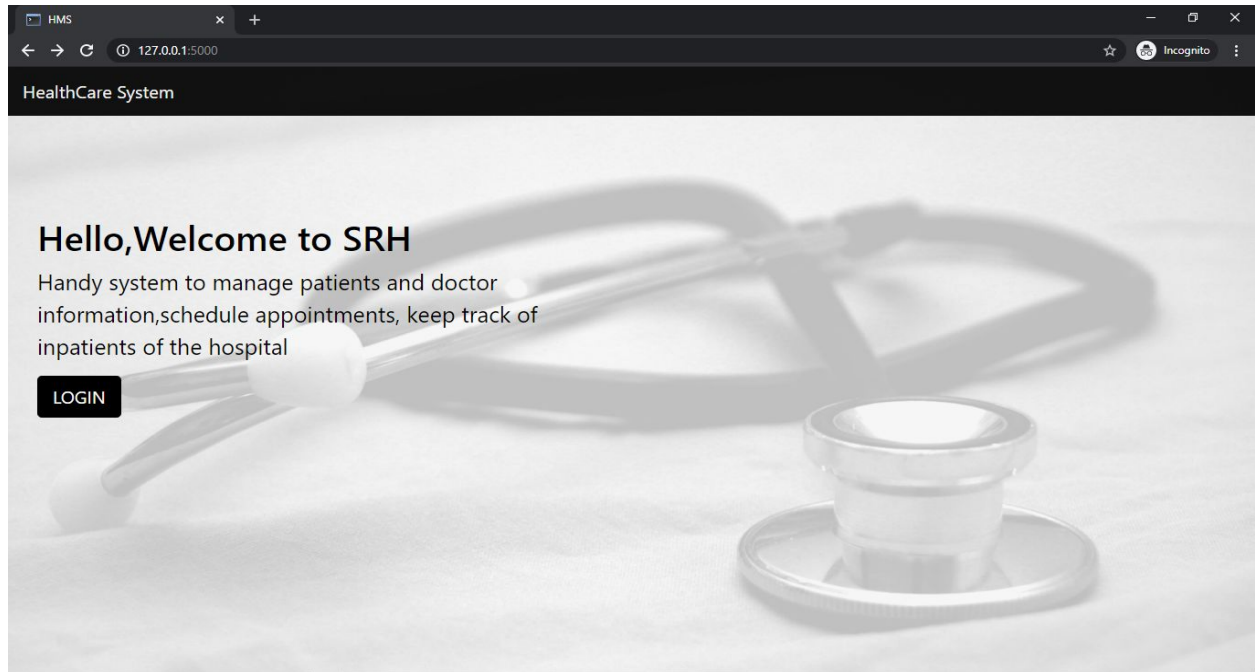 HMS
127.0.0.1:5000
Incognito
HealthCare System
Hello,Welcome to SRH
Handy system to manage patients and doctor
information,schedule appointments, keep track of
inpatients of the hospital
LOGIN